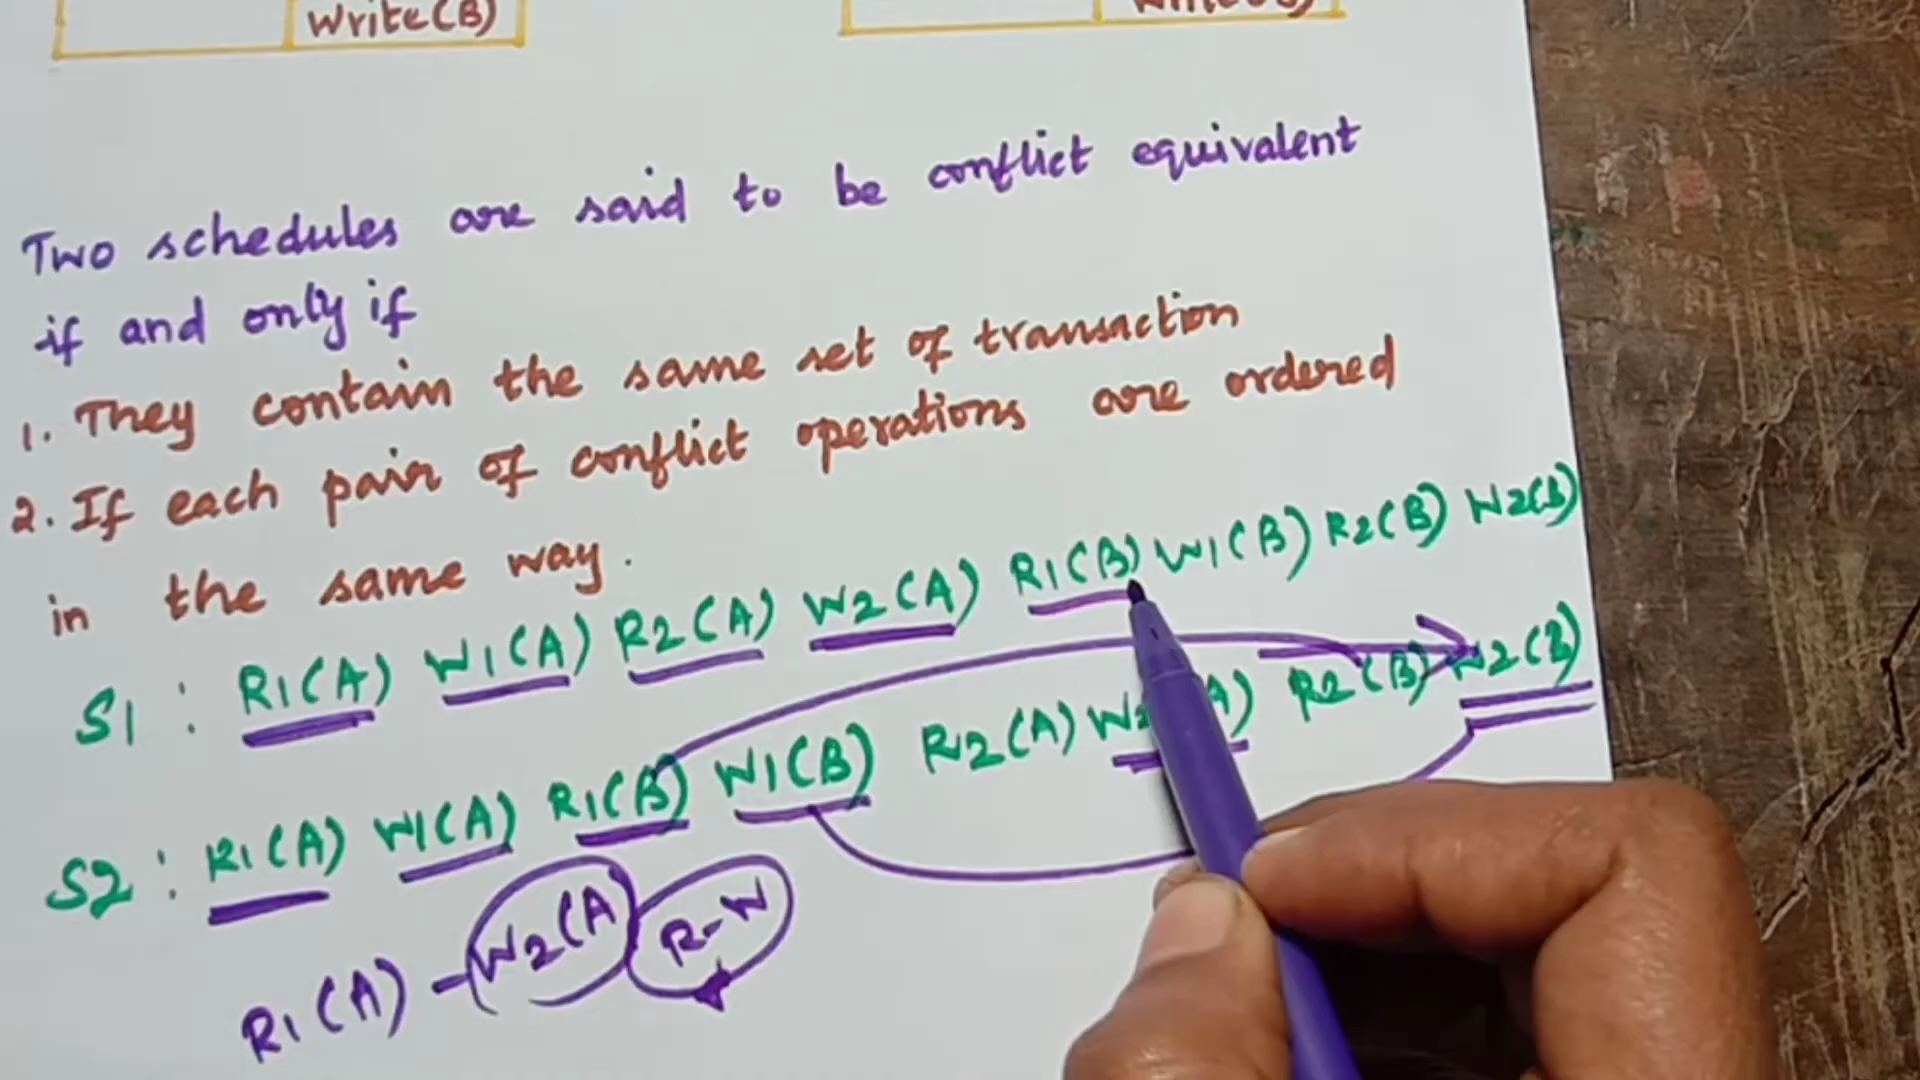 Write(B)
Two schedules are said to be conflict equivalent
if and only if
1. They contain the same set of transaction
2. If each pair of conflict operations are ordered
in the same way.
S1 : R1(A) W1(A) R2(A) W2(A) R1(B) W1(B) R2(B) W2(B)
S2 : R1(A) W1(A) R1(B) W1(B) R2(A) R2(B) W2(B)
R1(A) - W2(A R-W